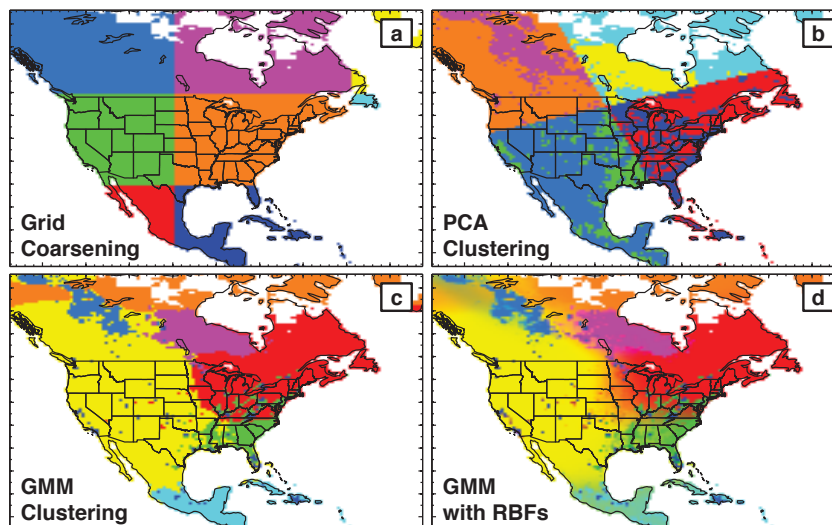 a
Grid
Coarsening
b
PCA
Clustering
c
GMM
Clustering
d
GMM
with RBFs